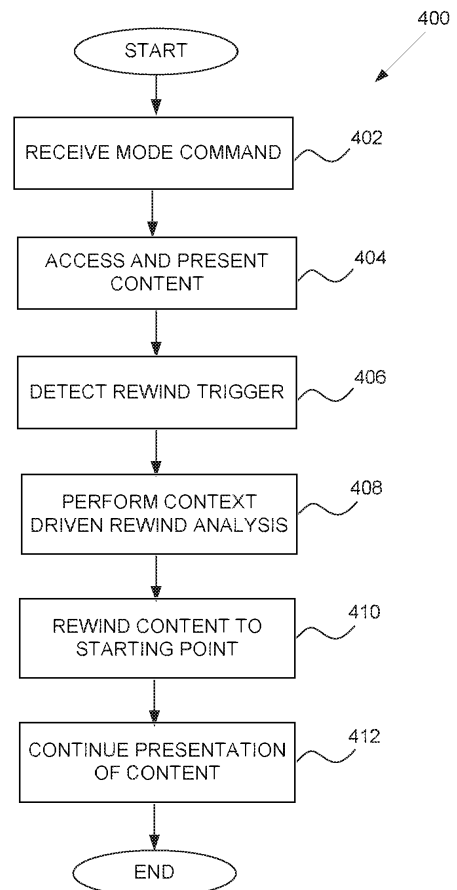 400
START
RECEIVE MODE COMMAND
402
ACCESS AND PRESENT
CONTENT
404
DETECT REWIND TRIGGER
406
PERFORM CONTEXT
DRIVEN REWIND ANALYSIS
408
REWIND CONTENT TO
STARTING POINT
410
CONTINUE PRESENTATION
OF CONTENT
412
END